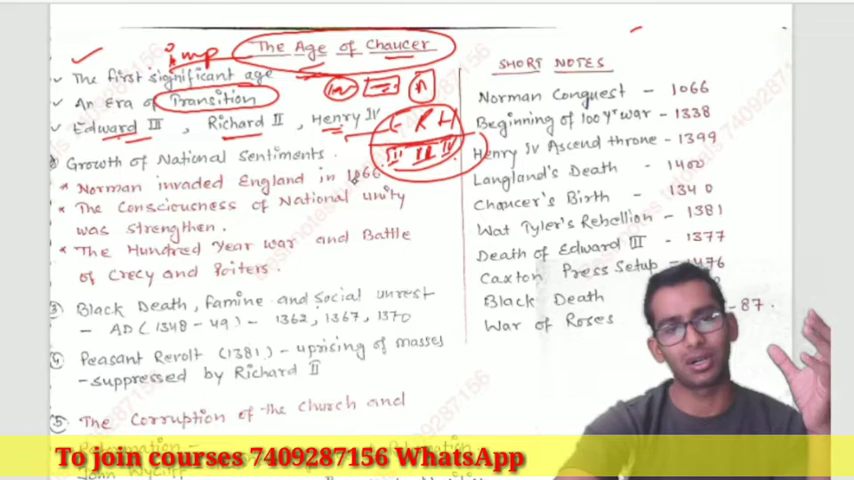 imp
The Age of Chaucer
The first significant age
An Era of Transition
Edward III , Richard II , Henry IV
E R H
III II IV
Growth of National Sentiments .
* Norman invaded England in 1066
* The Consciousness of National unity
was strengthen .
* The Hundred Year war and Battle
of Crecy and Poiters .
③ Black Death, famine and Social unrest
- AD (1348-49) - 1362, 1367, 1370
④ Peasant Revolt (1381) - uprising of masses
- suppressed by Richard II
⑤ The Corruption of the Church and
Reformation -
John Wycliff
SHORT NOTES
Norman Conquest - 1066
Beginning of 100 Yr war - 1338
Henry IV Ascend throne - 1399
Langland's Death - 1400
Chaucer's Birth - 1340
Wat Tyler's Rebellion - 1381
Death of Edward III - 1377
Caxton Press Setup - 1476
Black Death
War of Roses - 87 .
To join courses 7409287156 WhatsApp